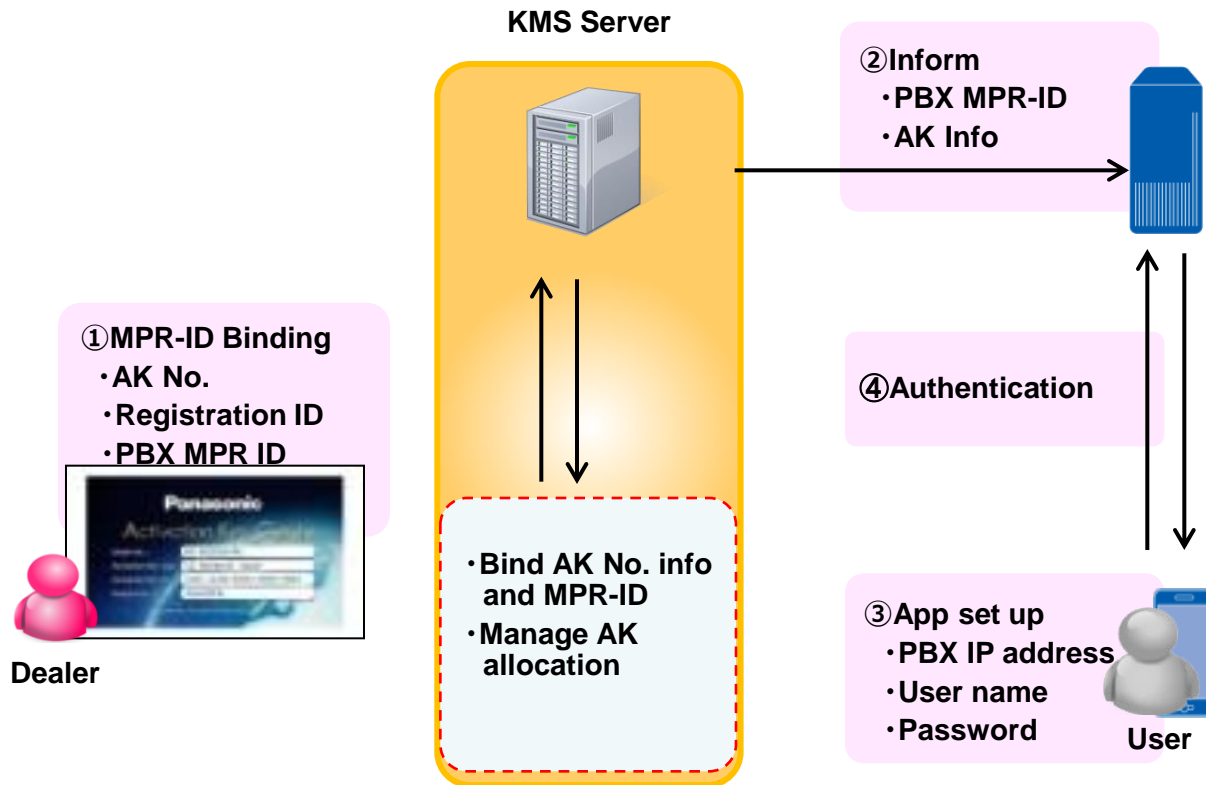 KMS Server
②Inform
・PBX MPR-ID
・AK Info
①MPR-ID Binding
・AK No.
・Registration ID
・PBX MPR ID
Panasonic
Dealer
・Bind AK No. info
and MPR-ID
・Manage AK
allocation
④Authentication
③App set up
・PBX IP address
・User name
・Password
User